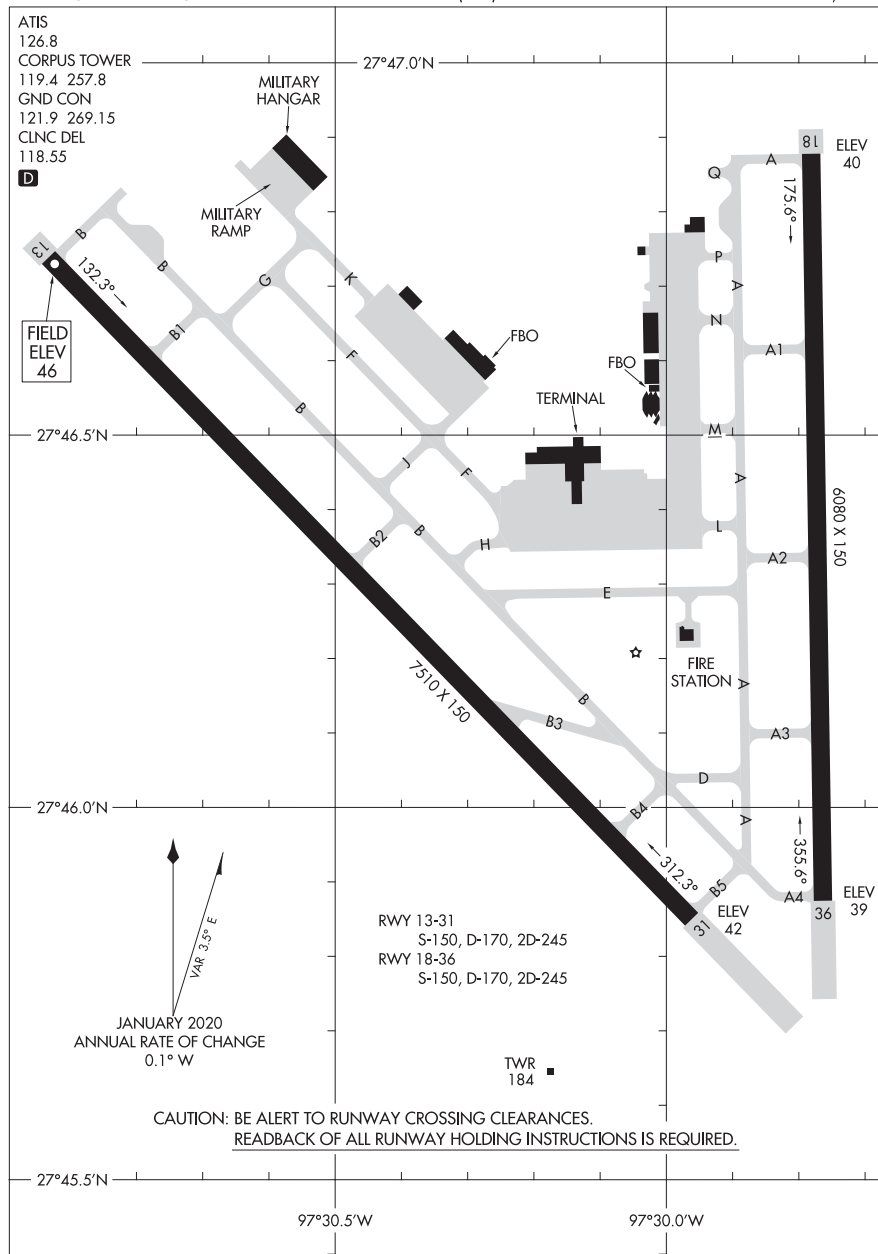 ATIS
126.8
CORPUS TOWER
119.4 257.8
GND CON
121.9 269.15
CLNC DEL
118.55
D
27°47.0'N
MILITARY
HANGAR
MILITARY
RAMP
18
ELEV
40
A
Q
175.6°
B
13
132.3°
B
G
K
P
A
FIELD
ELEV
46
B1
F
N
A1
FBO
FBO
B
TERMINAL
27°46.5'N
M
J
F
A
6080 X 150
B2
B
H
L
A2
E
FIRE
STATION
A
7510 X 150
B
B3
A3
D
27°46.0'N
B4
A
355.6°
312.3°
B5
A4
36
ELEV
39
31
ELEV
42
VAR 3.5° E
RWY 13-31
S-150, D-170, 2D-245
RWY 18-36
S-150, D-170, 2D-245
JANUARY 2020
ANNUAL RATE OF CHANGE
0.1° W
TWR
184
CAUTION: BE ALERT TO RUNWAY CROSSING CLEARANCES.
READBACK OF ALL RUNWAY HOLDING INSTRUCTIONS IS REQUIRED.
27°45.5'N
97°30.5'W
97°30.0'W